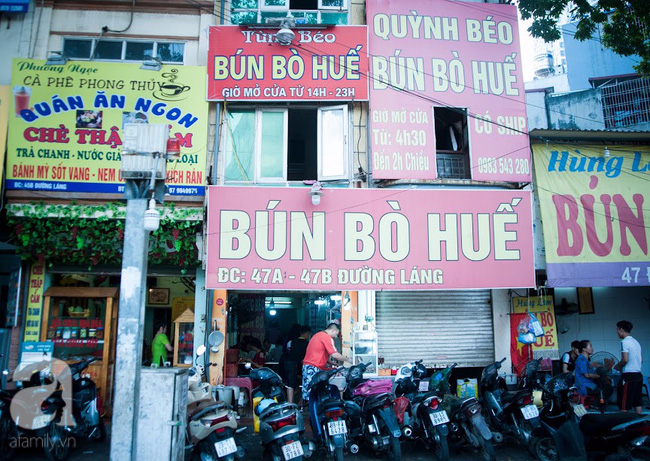 Phương Ngọc
CÀ PHÊ PHONG THỦY
QUÁN ĂN NGON
CHÈ THẬP CẨM
TRÀ CHANH - NƯỚC
BÁNH MỲ SỐT VANG - NEM
ĐC: 45B ĐƯỜNG LÁNG
Tùng Béo
BÚN BÒ HUẾ
GIỜ MỞ CỬA TỪ 14H - 23H
QUỲNH BÉO
BÚN BÒ HUẾ
GIỜ MỞ CỬA
Từ: 4h30
Đến 2h Chiều
CÓ SHIP
0983 543 280
BÚN BÒ HUẾ
ĐC: 47A - 47B ĐƯỜNG LÁNG
Hùng
BÚN
47 Đ
afamily.vn